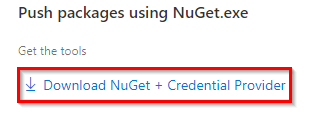 Push packages using NuGet.exe
Get the tools
Download NuGet + Credential Provider